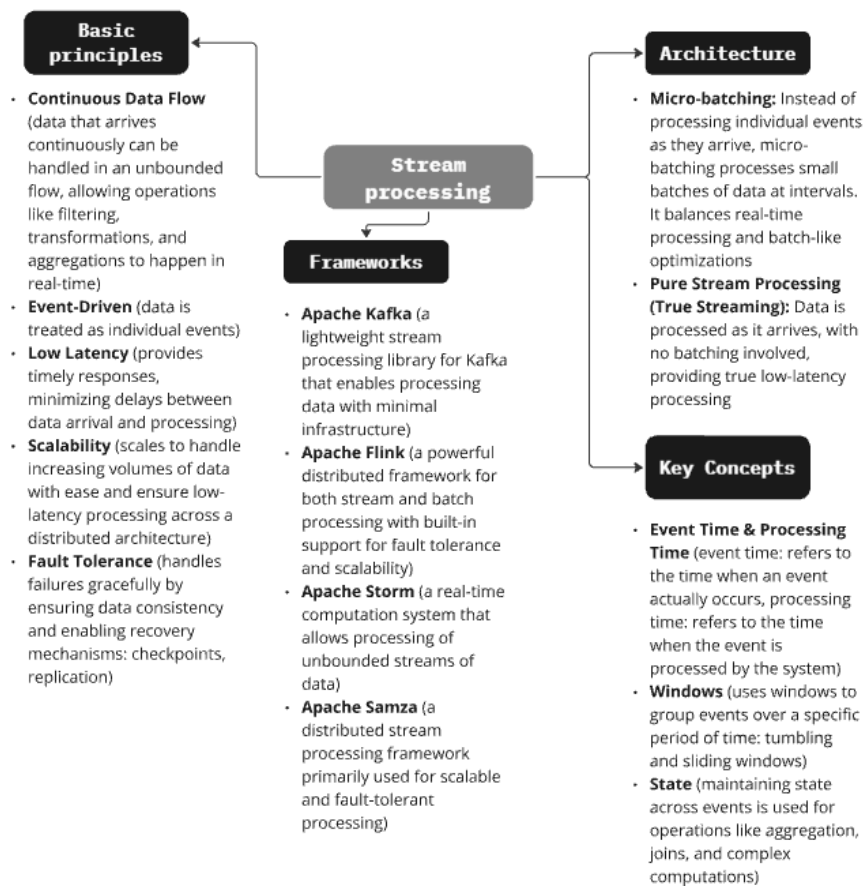 Stream
processing
Basic
principles
• Continuous Data Flow
(data that arrives
continuously can be
handled in an unbounded
flow, allowing operations
like filtering,
transformations, and
aggregations to happen in
real-time)
• Event-Driven (data is
treated as individual events)
• Low Latency (provides
timely responses,
minimizing delays between
data arrival and processing)
• Scalability (scales to handle
increasing volumes of data
with ease and ensure low-
latency processing across a
distributed architecture)
• Fault Tolerance (handles
failures gracefully by
ensuring data consistency
and enabling recovery
mechanisms: checkpoints,
replication)
Frameworks
• Apache Kafka (a
lightweight stream
processing library for Kafka
that enables processing
data with minimal
infrastructure)
• Apache Flink (a powerful
distributed framework for
both stream and batch
processing with built-in
support for fault tolerance
and scalability)
• Apache Storm (a real-time
computation system that
allows processing of
unbounded streams of
data)
• Apache Samza (a
distributed stream
processing framework
primarily used for scalable
and fault-tolerant
processing)
Architecture
• Micro-batching: Instead of
processing individual events
as they arrive, micro-
batching processes small
batches of data at intervals.
It balances real-time
processing and batch-like
optimizations
• Pure Stream Processing
(True Streaming): Data is
processed as it arrives, with
no batching involved,
providing true low-latency
processing
Key Concepts
• Event Time & Processing
Time (event time: refers to
the time when an event
actually occurs, processing
time: refers to the time
when the event is
processed by the system)
• Windows (uses windows to
group events over a specific
period of time: tumbling
and sliding windows)
• State (maintaining state
across events is used for
operations like aggregation,
joins, and complex
computations)